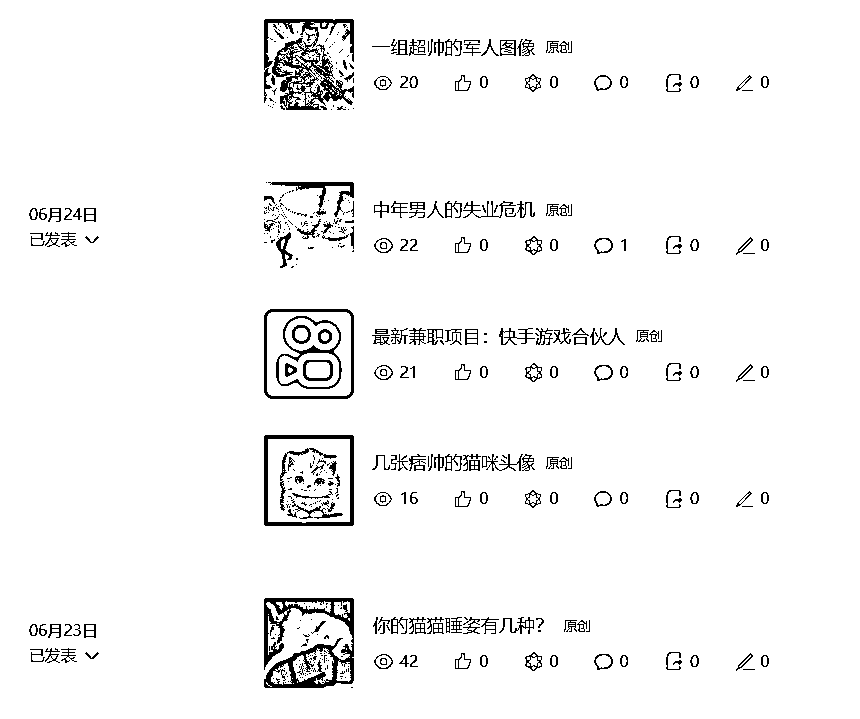 一组超帅的军人图像 原创
20 0 0 0 0 0
06月24日
已发表
中年男人的失业危机 原创
22 0 0 1 0 0
最新兼职项目：快手游戏合伙人 原创
21 0 0 0 0 0
几张痞帅的猫咪头像 原创
16 0 0 0 0 0
06月23日
已发表
你的猫猫睡姿有几种？ 原创
42 0 0 0 0 0